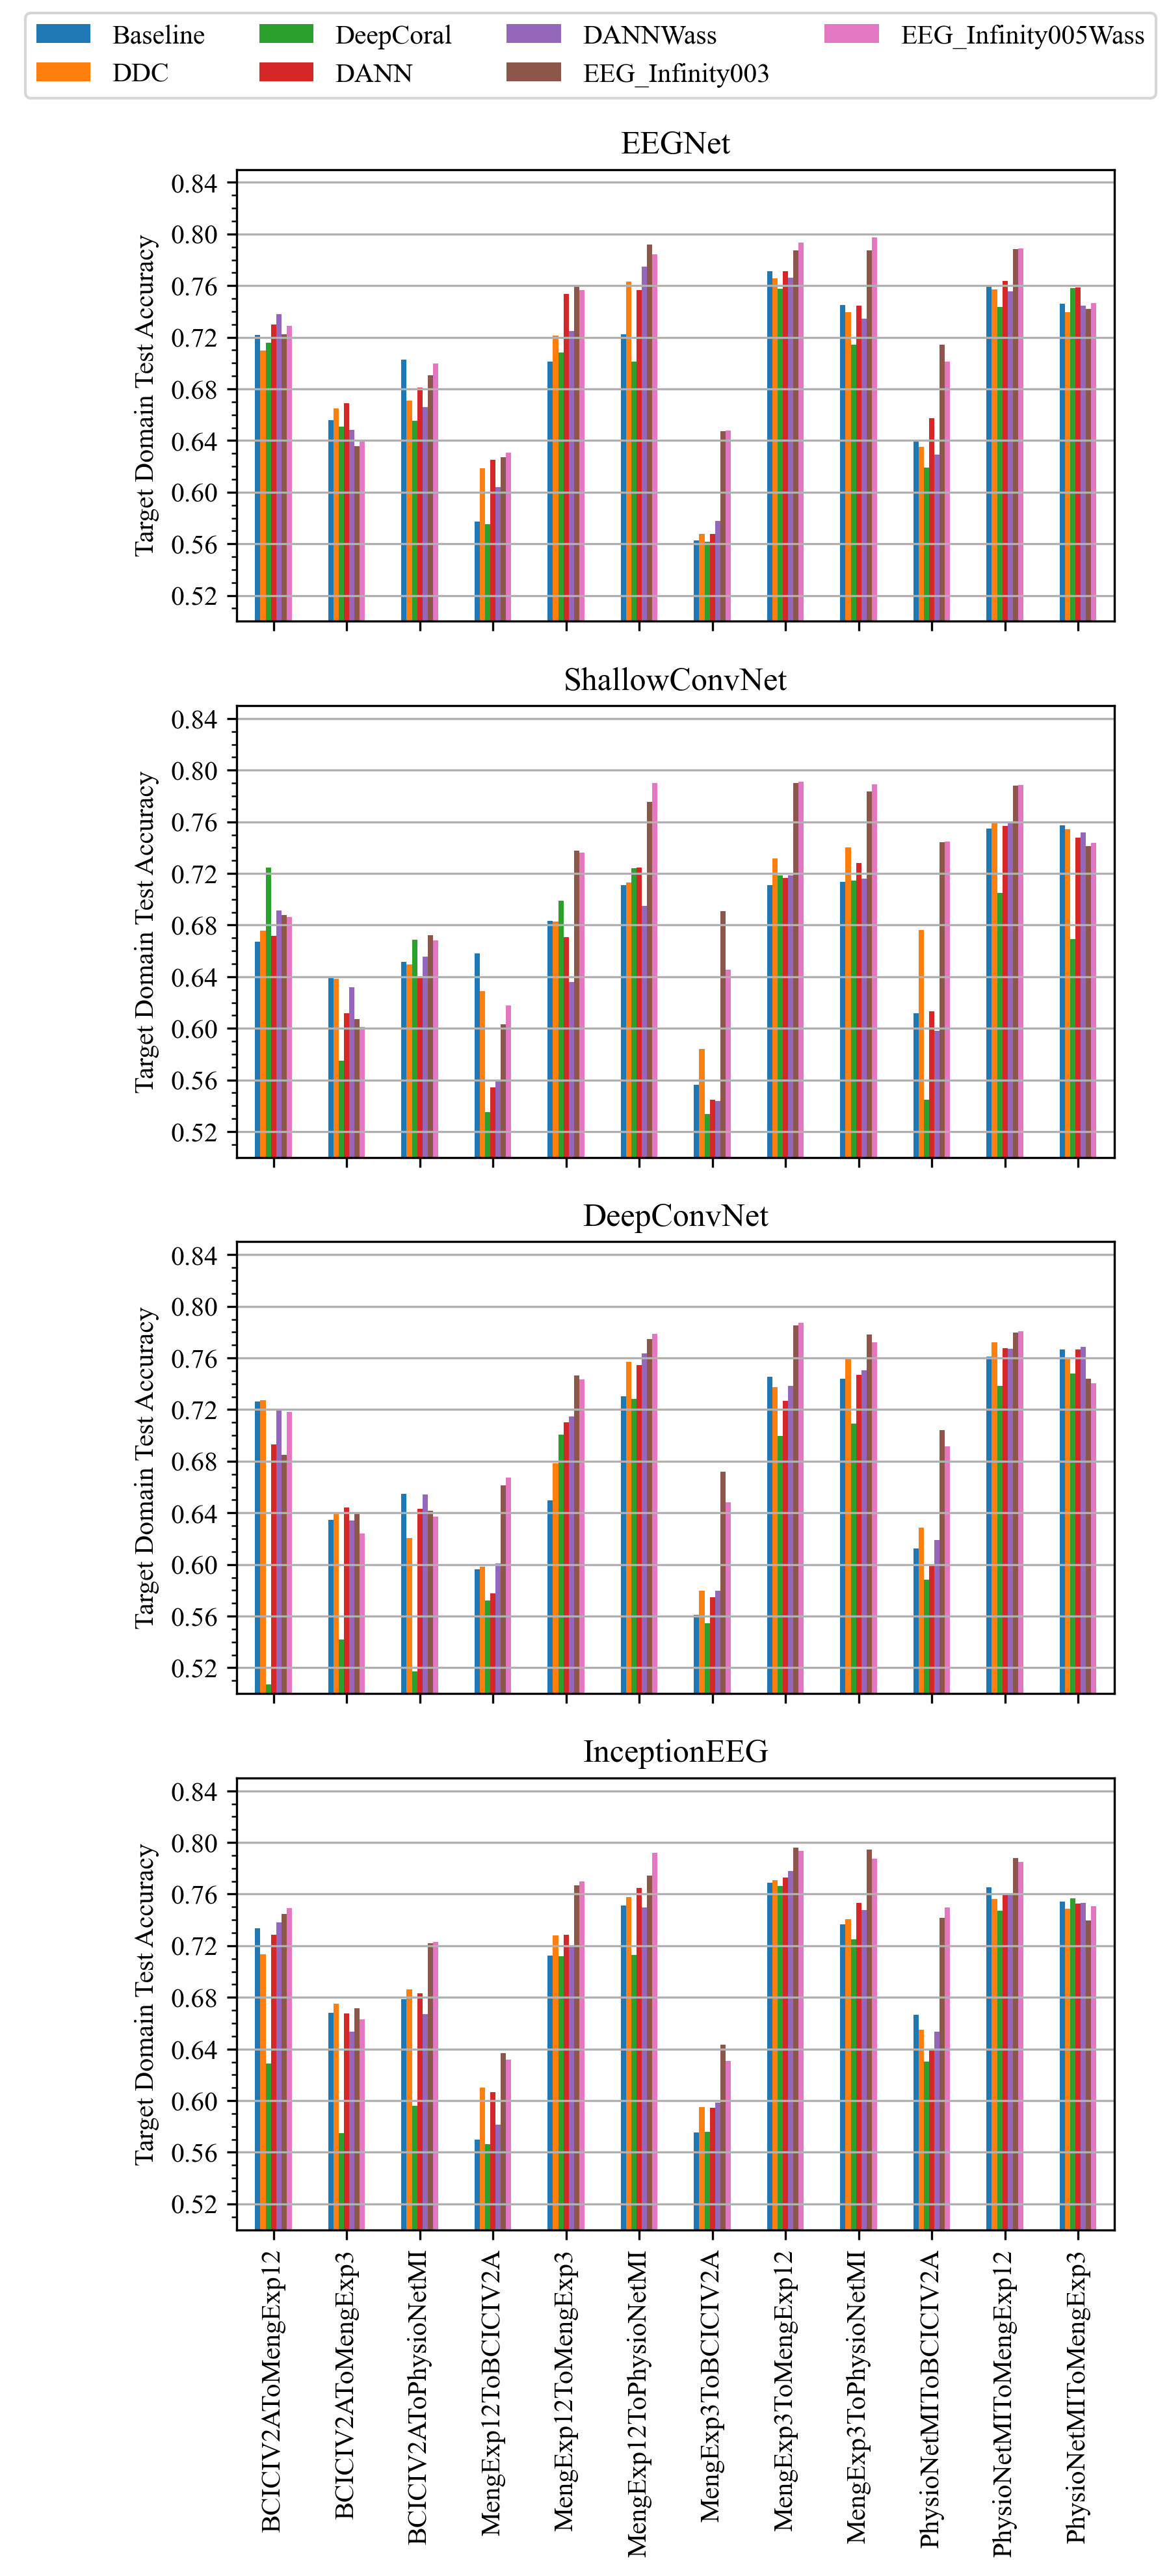 Baseline DeepCoral DANNWass EEG_Infinity005Wass
DDC DANN EEG_Infinity003
EEGNet
0.84
0.80
0.76
0.72
0.68
0.64
0.60
0.56
0.52
Target Domain Test Accuracy
ShallowConvNet
0.84
0.80
0.76
0.72
0.68
0.64
0.60
0.56
0.52
Target Domain Test Accuracy
DeepConvNet
0.84
0.80
0.76
0.72
0.68
0.64
0.60
0.56
0.52
Target Domain Test Accuracy
InceptionEEG
0.84
0.80
0.76
0.72
0.68
0.64
0.60
0.56
0.52
Target Domain Test Accuracy
BCICIV2AToMengExp12
BCICIV2AToMengExp3
BCICIV2AToPhysioNetMI
MengExp12ToBCICIV2A
MengExp12ToMengExp3
MengExp12ToPhysioNetMI
MengExp3ToBCICIV2A
MengExp3ToMengExp12
MengExp3ToPhysioNetMI
PhysioNetMIToBCICIV2A
PhysioNetMIToMengExp12
PhysioNetMIToMengExp3